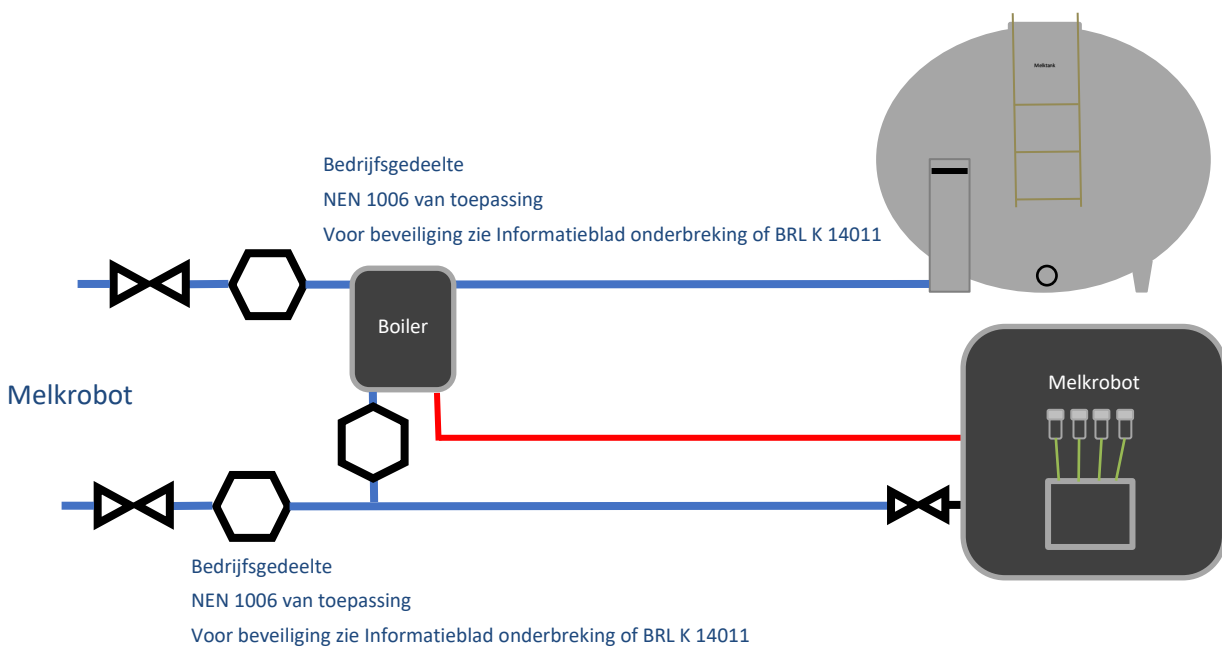 Melktank
Bedrijfsgedeelte
NEN 1006 van toepassing
Voor beveiliging zie Informatieblad onderbreking of BRL K 14011
Boiler
Melkrobot
Melkrobot
Bedrijfsgedeelte
NEN 1006 van toepassing
Voor beveiliging zie Informatieblad onderbreking of BRL K 14011